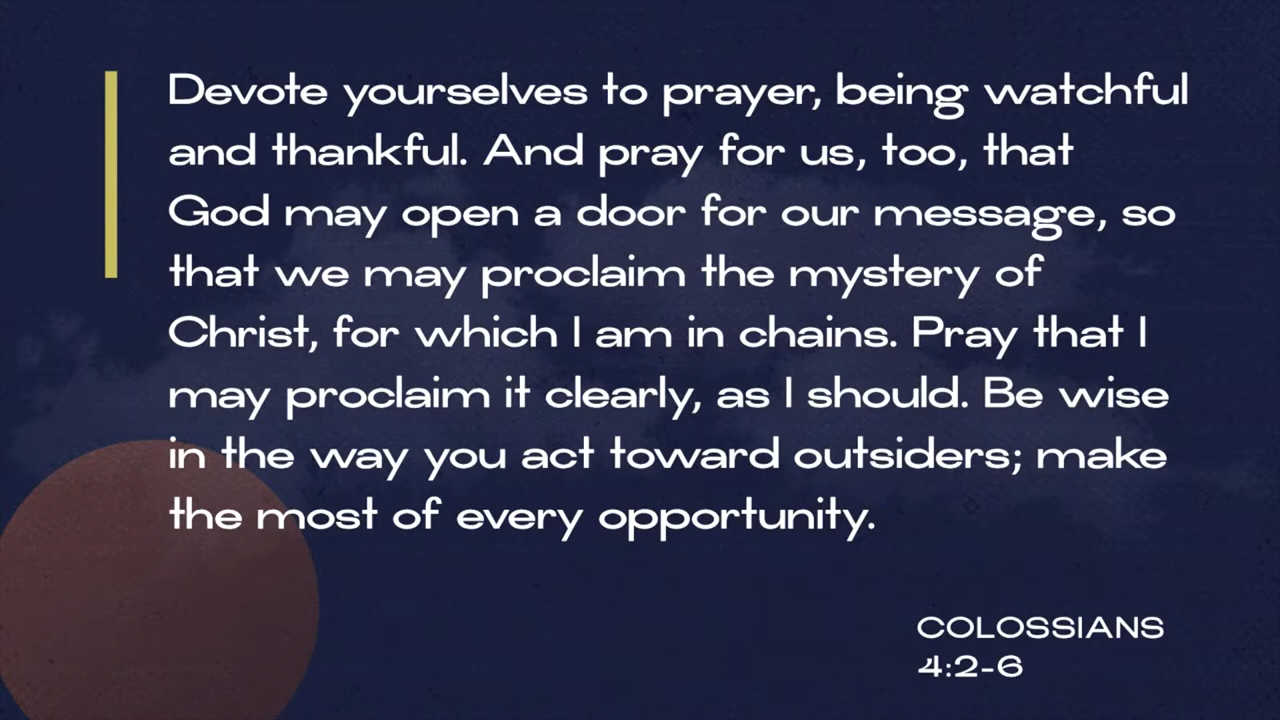 Devote yourselves to prayer, being watchful
and thankful. And pray for us, too, that
God may open a door for our message, so
that we may proclaim the mystery of
Christ, for which I am in chains. Pray that I
may proclaim it clearly, as I should. Be wise
in the way you act toward outsiders; make
the most of every opportunity.
COLOSSIANS
4:2-6